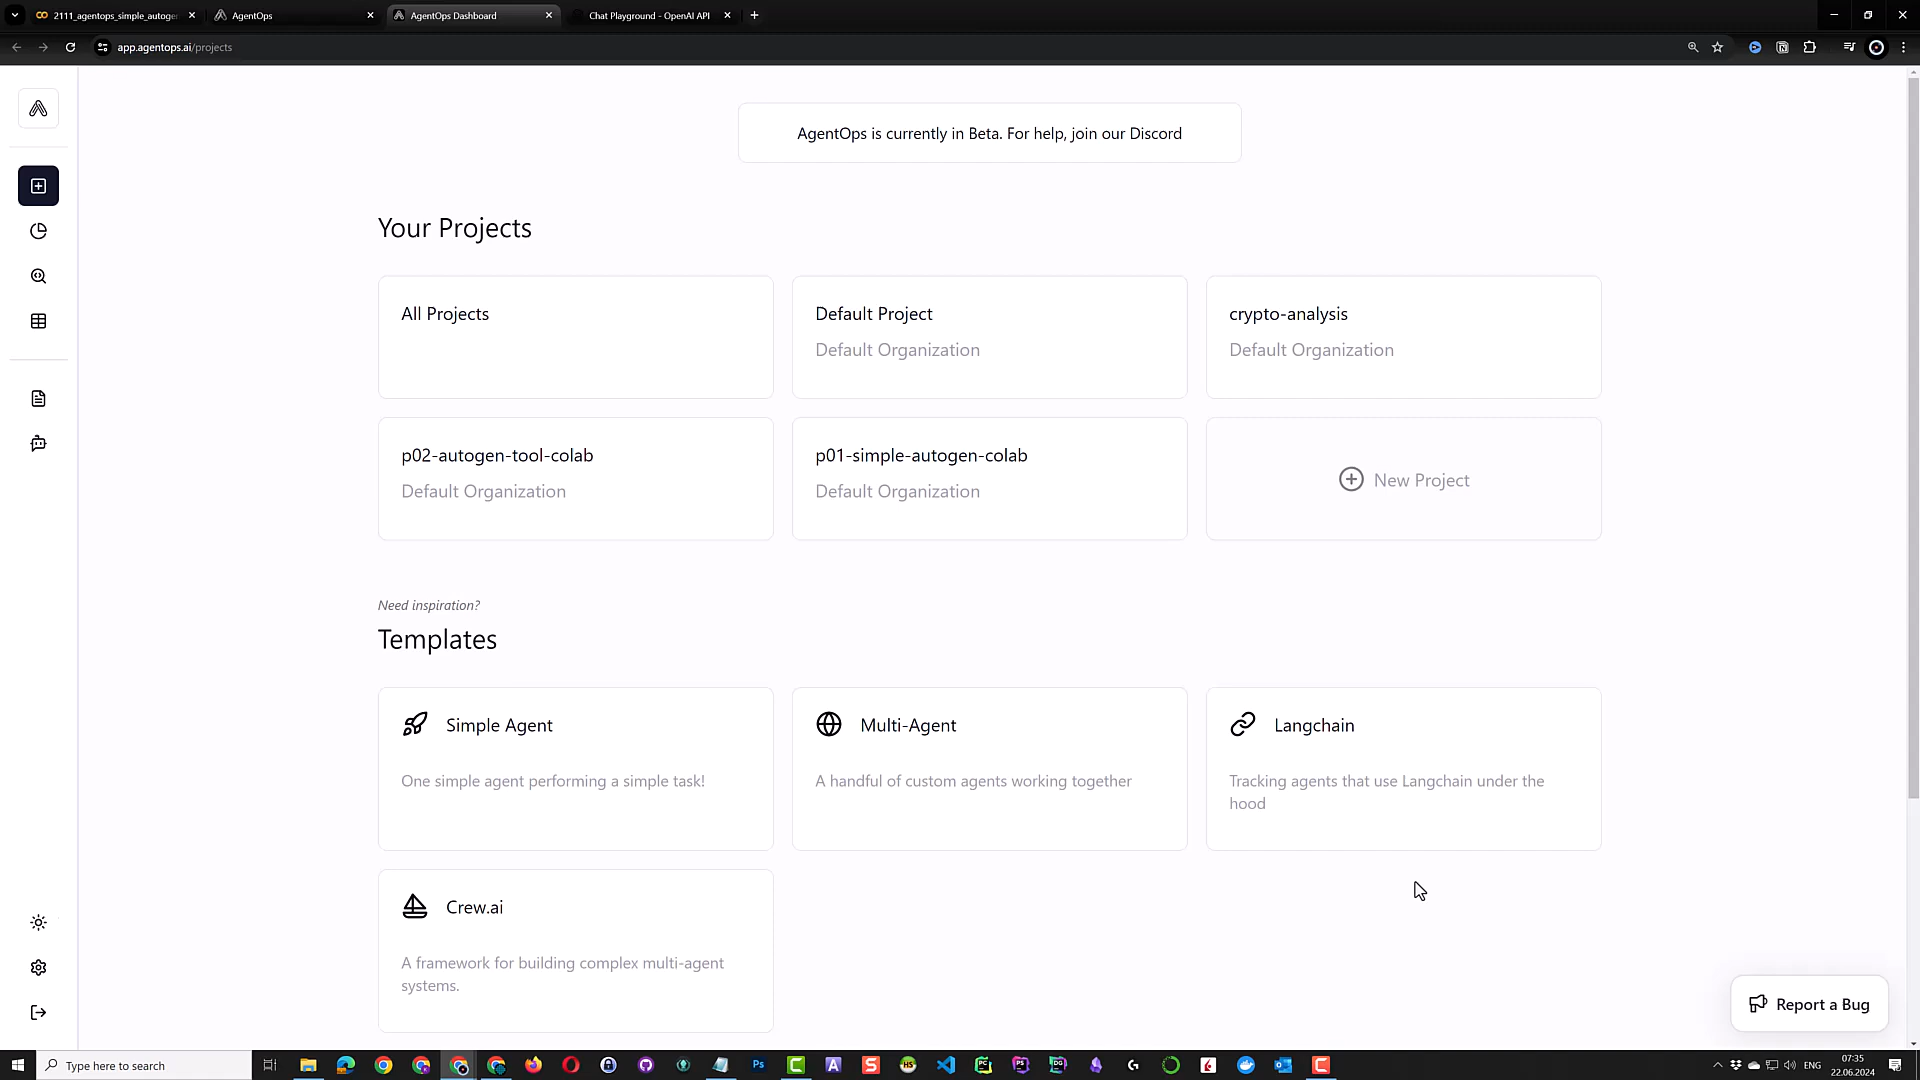 2111_agentops_simple_autoger
AgentOps
AgentOps Dashboard
Chat Playground - OpenAI API
app.agentops.ai/projects
AgentOps is currently in Beta. For help, join our Discord
Your Projects
All Projects
Default Project
Default Organization
crypto-analysis
Default Organization
p02-autogen-tool-colab
Default Organization
p01-simple-autogen-colab
Default Organization
New Project
Need inspiration?
Templates
Simple Agent
One simple agent performing a simple task!
Multi-Agent
A handful of custom agents working together
Langchain
Tracking agents that use Langchain under the
hood
Crew.ai
A framework for building complex multi-agent
systems.
Report a Bug
Type here to search
ENG
07:35
22.06.2024